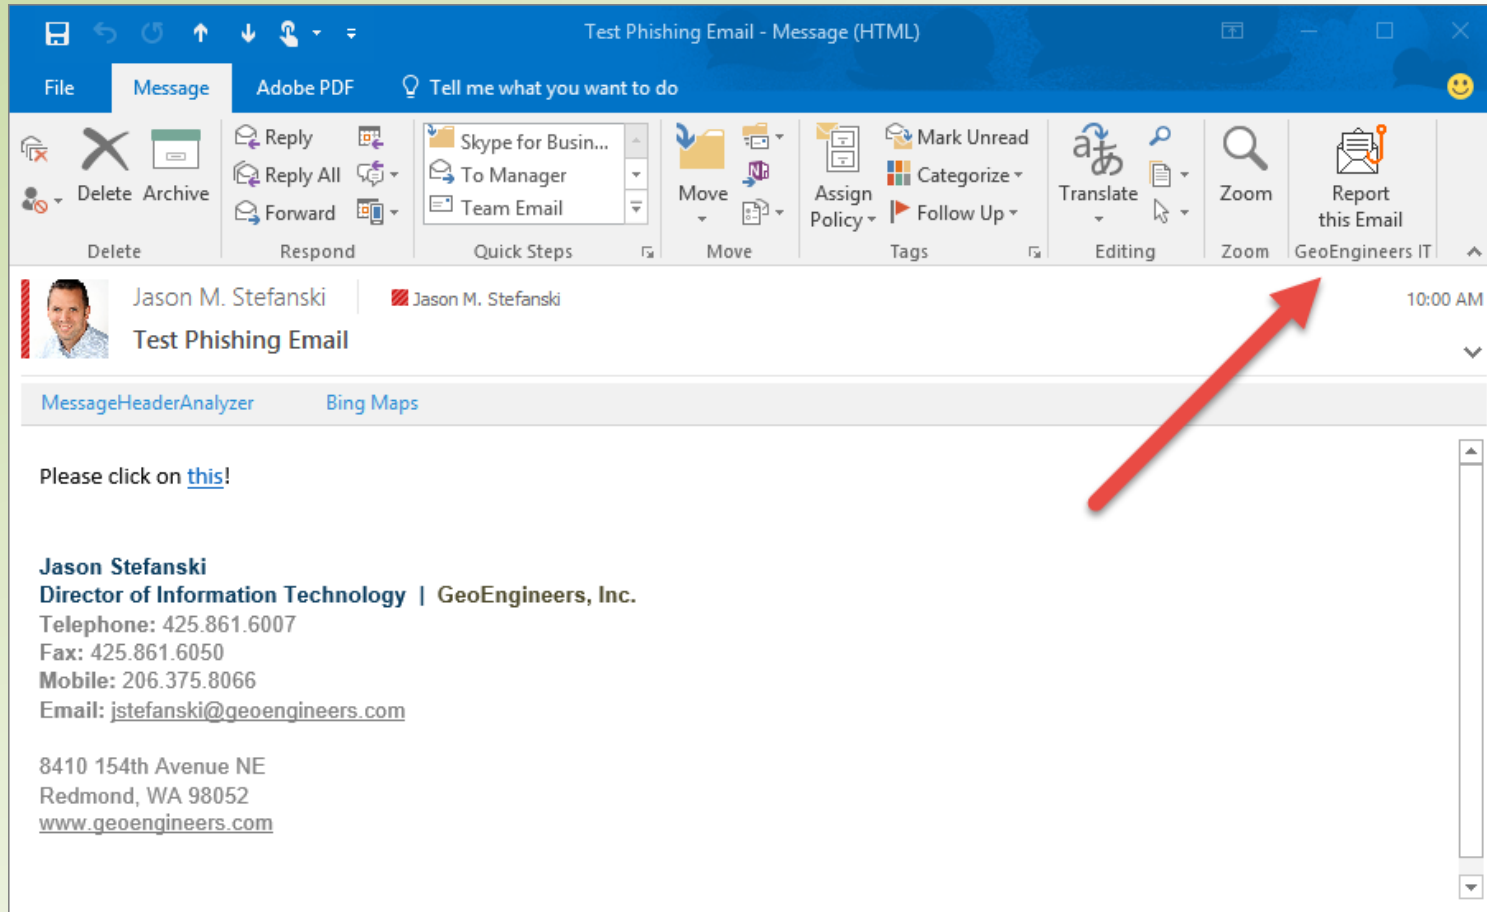 Test Phishing Email - Message (HTML)
File Message Adobe PDF Tell me what you want to do
Delete Archive
Reply
Reply All
Forward
Skype for Busin...
To Manager
Team Email
Move
Assign
Policy
Mark Unread
Categorize
Follow Up
Translate
Zoom
Report
this Email
Delete Respond Quick Steps Move Tags Editing Zoom GeoEngineers IT
Jason M. Stefanski Jason M. Stefanski 10:00 AM
Test Phishing Email
MessageHeaderAnalyzer Bing Maps
Please click on this!
Jason Stefanski
Director of Information Technology | GeoEngineers, Inc.
Telephone: 425.861.6007
Fax: 425.861.6050
Mobile: 206.375.8066
Email: jstefanski@geoengineers.com
8410 154th Avenue NE
Redmond, WA 98052
www.geoengineers.com